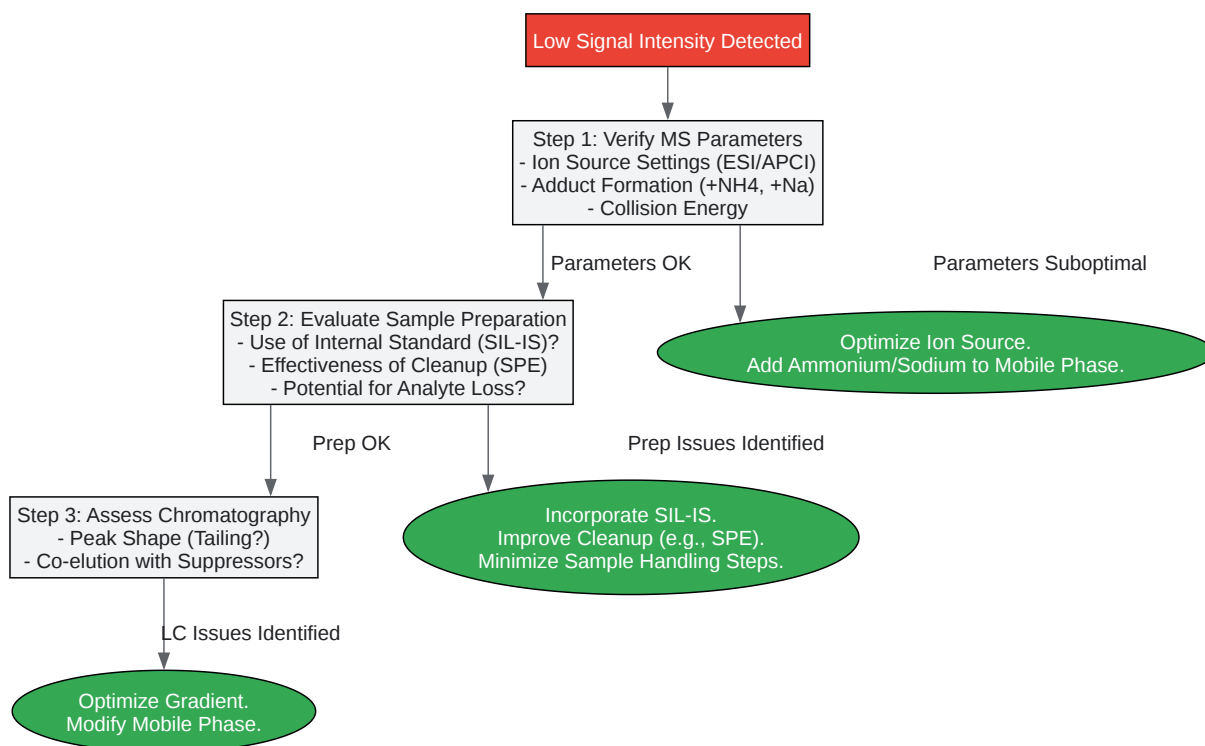 Low Signal Intensity Detected
Step 1: Verify MS Parameters
- Ion Source Settings (ESI/APCI)
- Adduct Formation (+NH4, +Na)
- Collision Energy
Parameters OK
Parameters Suboptimal
Step 2: Evaluate Sample Preparation
- Use of Internal Standard (SIL-IS)?
- Effectiveness of Cleanup (SPE)
- Potential for Analyte Loss?
Optimize Ion Source.
Add Ammonium/Sodium to Mobile Phase.
Prep OK
Prep Issues Identified
Step 3: Assess Chromatography
- Peak Shape (Tailing?)
- Co-elution with Suppressors?
Incorporate SIL-IS.
Improve Cleanup (e.g., SPE).
Minimize Sample Handling Steps.
LC Issues Identified
Optimize Gradient.
Modify Mobile Phase.